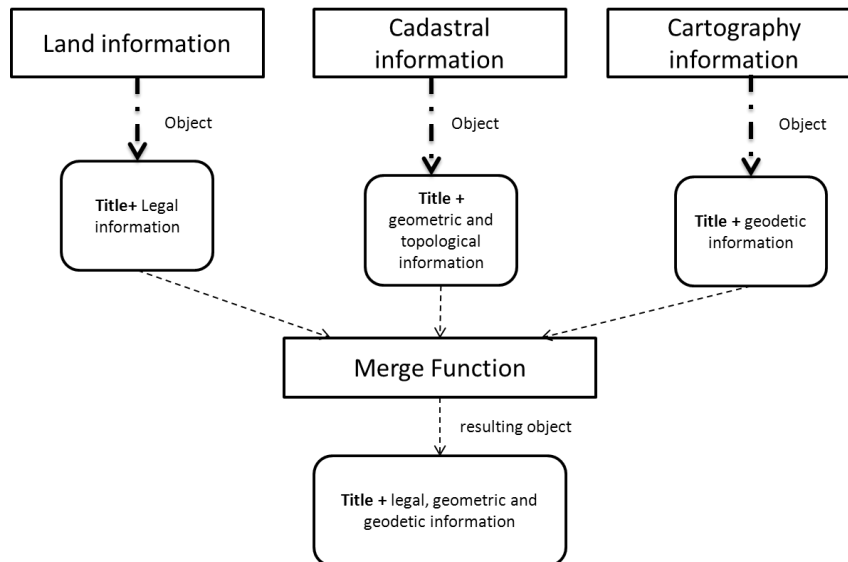 Land information
Cadastral
information
Cartography
information
Object
Object
Object
Title+ Legal
information
Title +
geometric and
topological
information
Title + geodetic
information
Merge Function
resulting object
Title + legal, geometric and
geodetic information